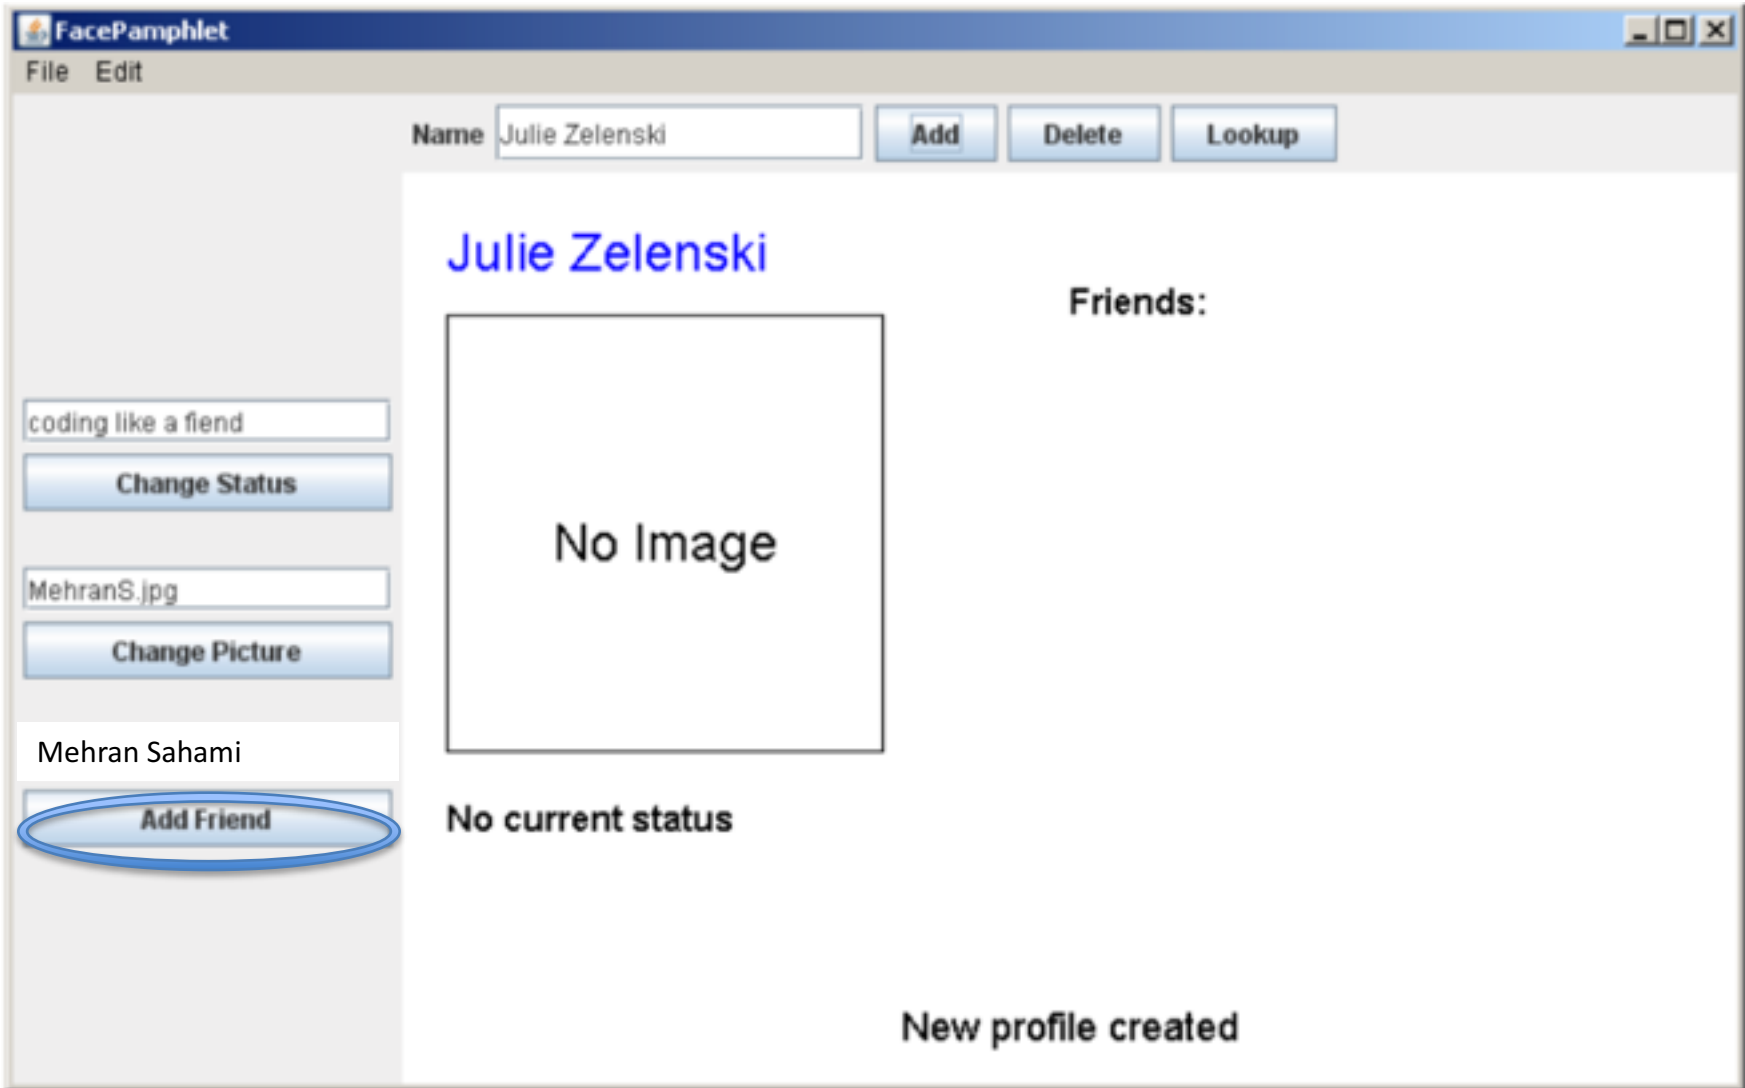 FacePamphlet
File Edit
Name Julie Zelenski Add Delete Lookup
Julie Zelenski
Friends:
coding like a fiend
Change Status
No Image
MehranS.jpg
Change Picture
Mehran Sahami
Add Friend
No current status
New profile created